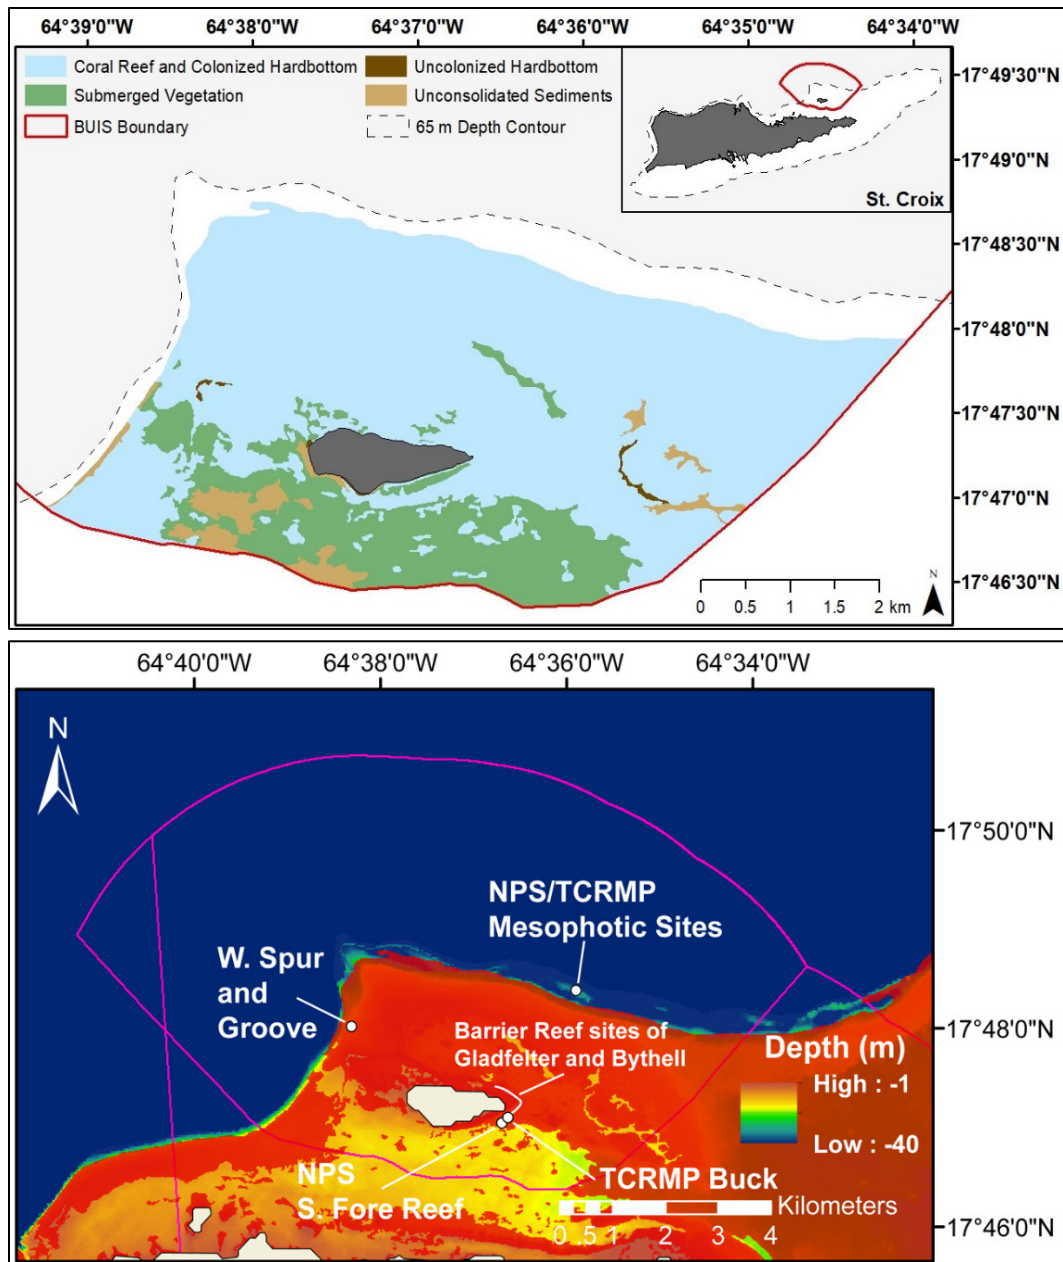 64°39'0"W 64°38'0"W 64°37'0"W 64°36'0"W 64°35'0"W 64°34'0"W
Coral Reef and Colonized Hardbottom
Submerged Vegetation
BUIS Boundary
Uncolonized Hardbottom
Unconsolidated Sediments
65 m Depth Contour
St. Croix
17°49'30"N
17°49'0"N
17°48'30"N
17°48'0"N
17°47'30"N
17°47'0"N
17°46'30"N
N
0 0.5 1 2 km
64°40'0"W 64°38'0"W 64°36'0"W 64°34'0"W
N
17°50'0"N
NPS/TCRMP
Mesophotic Sites
W. Spur
and
Groove
17°48'0"N
Barrier Reef sites of
Gladfelter and Bythell
Depth (m)
High : -1
Low : -40
NPS
S. Fore Reef
TCRMP Buck
Kilometers
0 .5 1 2 3 4
17°46'0"N